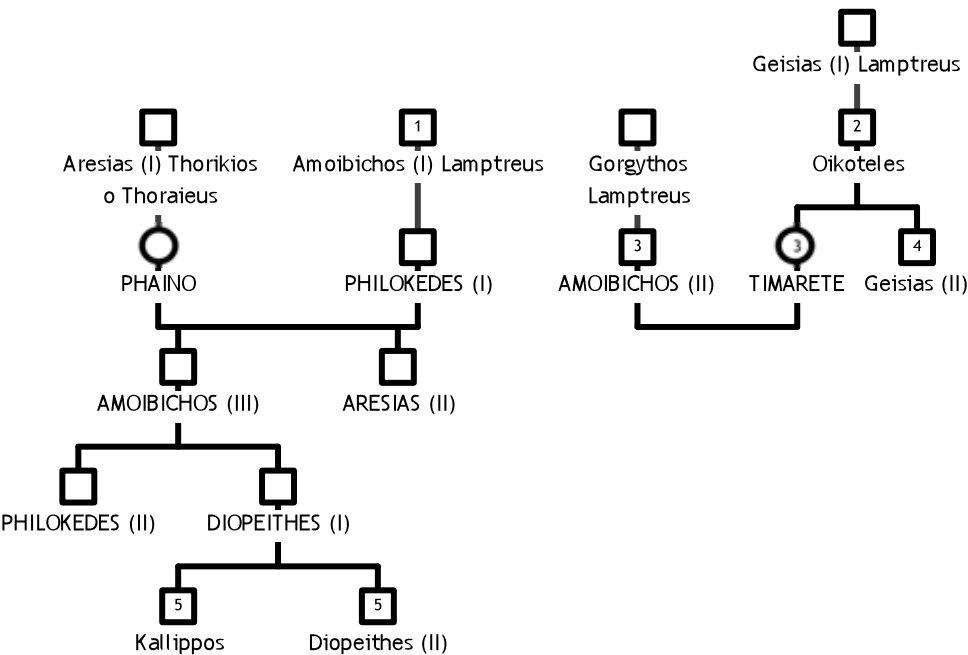 Geisias (I) Lamptreus
1
2
Aresias (I) Thorikios
o Thoraieus
Amoibichos (I) Lamptreus
Gorgythos
Lamptreus
Oikoteles
3
3
4
PHAINO
PHILOKEDES (I)
AMOIBICHOS (II)
TIMARETE
Geisias (II)
AMOIBICHOS (III)
ARESIAS (II)
PHILOKEDES (II)
DIOPEITHES (I)
5
5
Kallippos
Diopeithes (II)